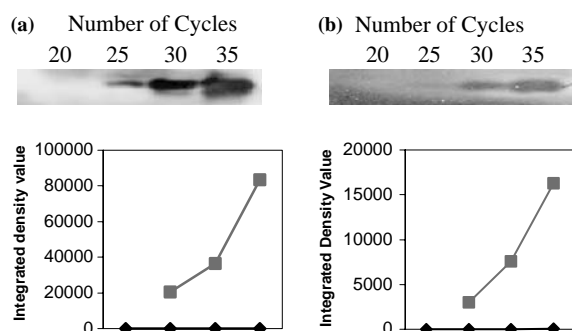 (a) Number of Cycles
20 25 30 35
Integrated density value
100000
80000
60000
40000
20000
0
(b) Number of Cycles
20 25 30 35
Integrated Density Value
20000
15000
10000
5000
0